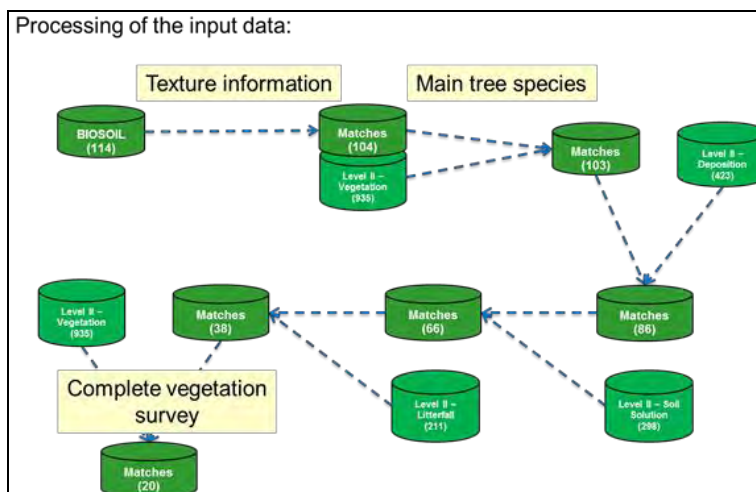 Processing of the input data:
Texture information
Main tree species
BIOSOIL
(114)
Matches
(104)
Level II –
Vegetation
(935)
Matches
(103)
Level II –
Deposition
(423)
Level II –
Vegetation
(935)
Matches
(38)
Matches
(66)
Matches
(86)
Complete vegetation
survey
Level II –
Litterfall
(211)
Level II – Soil
Solution
(298)
Matches
(20)